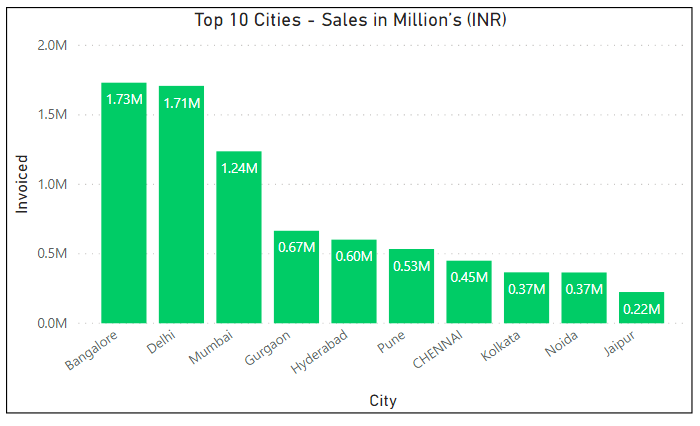 Top 10 Cities - Sales in Million's (INR)
2.0M
1.5M
1.0M
0.5M
0.0M
Invoiced
1.73M
1.71M
1.24M
0.67M
0.60M
0.53M
0.45M
0.37M
0.37M
0.22M
Bangalore
Delhi
Mumbai
Gurgaon
Hyderabad
Pune
CHENNAI
Kolkata
Noida
Jaipur
City